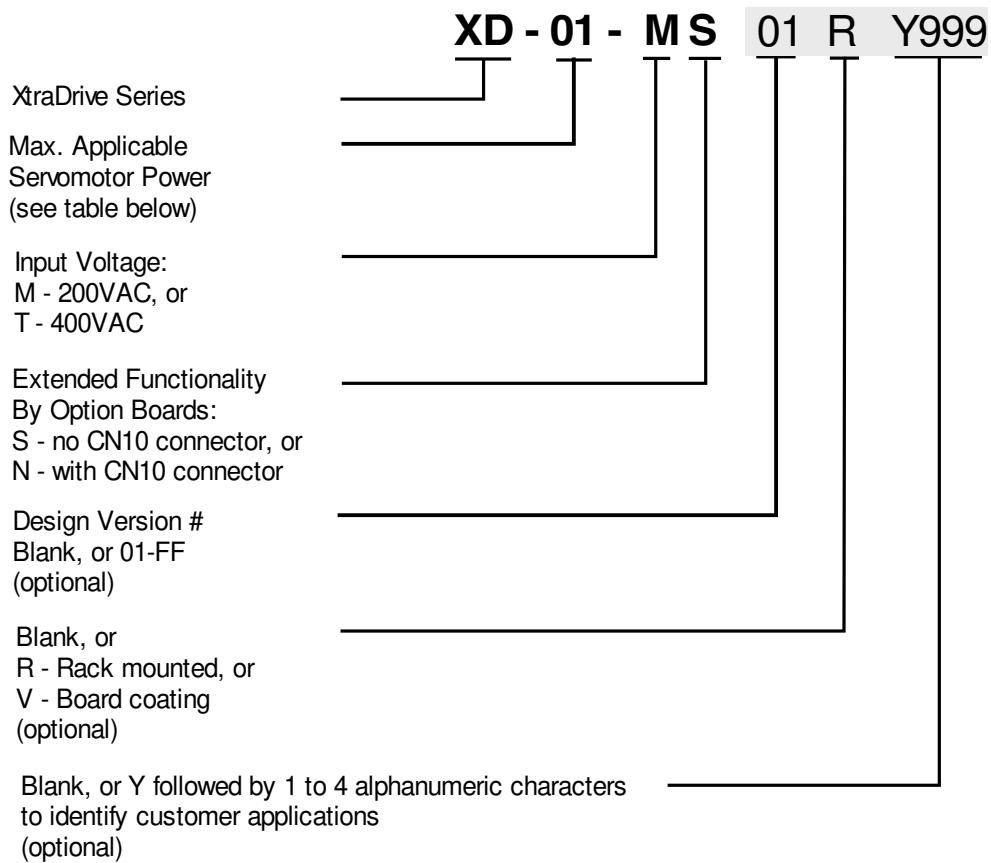 XD - 01 - M S 01 R Y999
XtraDrive Series
Max. Applicable
Servomotor Power
(see table below)
Input Voltage:
M - 200VAC, or
T - 400VAC
Extended Functionality
By Option Boards:
S - no CN10 connector, or
N - with CN10 connector
Design Version #
Blank, or 01-FF
(optional)
Blank, or
R - Rack mounted, or
V - Board coating
(optional)
Blank, or Y followed by 1 to 4 alphanumeric characters
to identify customer applications
(optional)